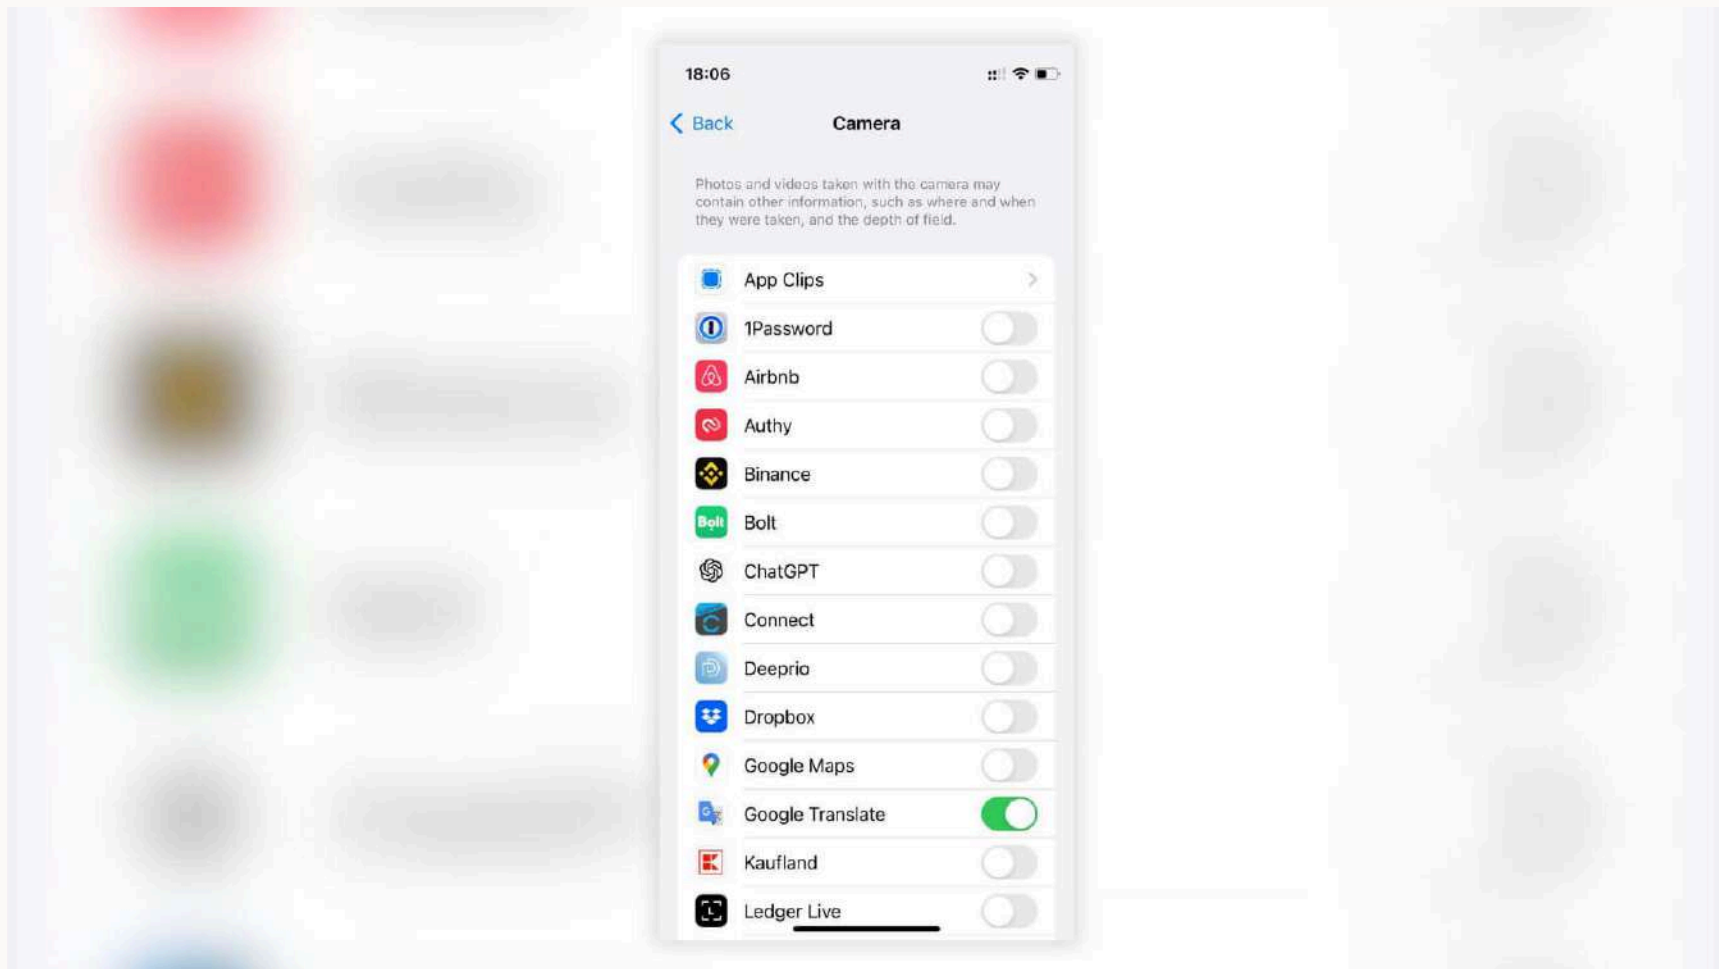 18:06
Back
Camera
Photos and videos taken with the camera may
contain other information, such as where and when
they were taken, and the depth of field.
App Clips
1Password
Airbnb
Authy
Binance
Bolt
Bolt
ChatGPT
Connect
Deeprio
Dropbox
Google Maps
Google Translate
Kaufland
Ledger Live